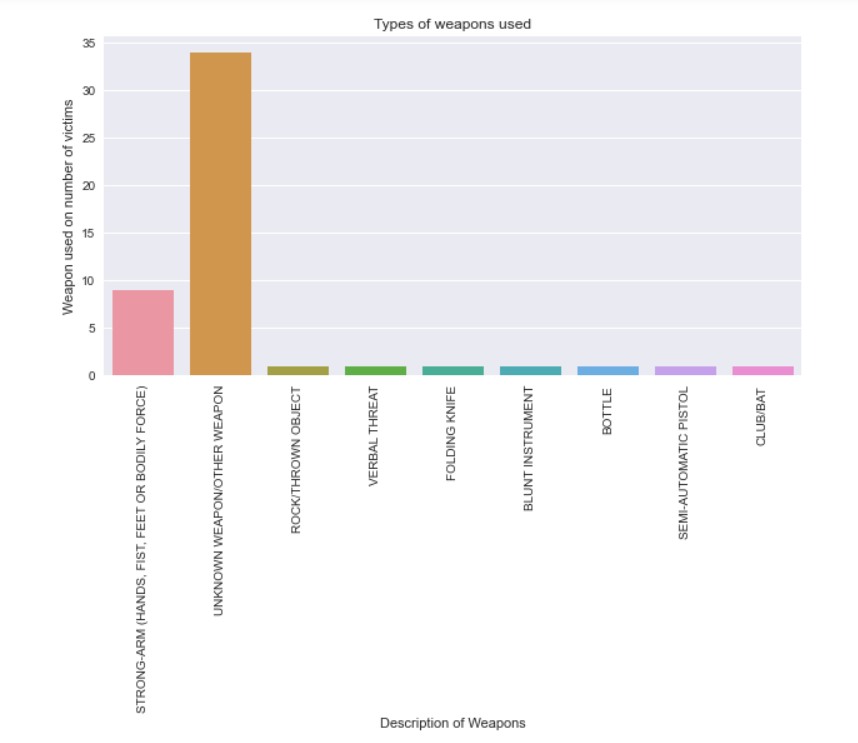 Types of weapons used
Weapon used on number of victims
35
30
25
20
15
10
5
0
STRONG-ARM (HANDS, FIST, FEET OR BODILY FORCE)
UNKNOWN WEAPON/OTHER WEAPON
ROCK/THROWN OBJECT
VERBAL THREAT
FOLDING KNIFE
BLUNT INSTRUMENT
BOTTLE
SEMI-AUTOMATIC PISTOL
CLUB/BAT
Description of Weapons